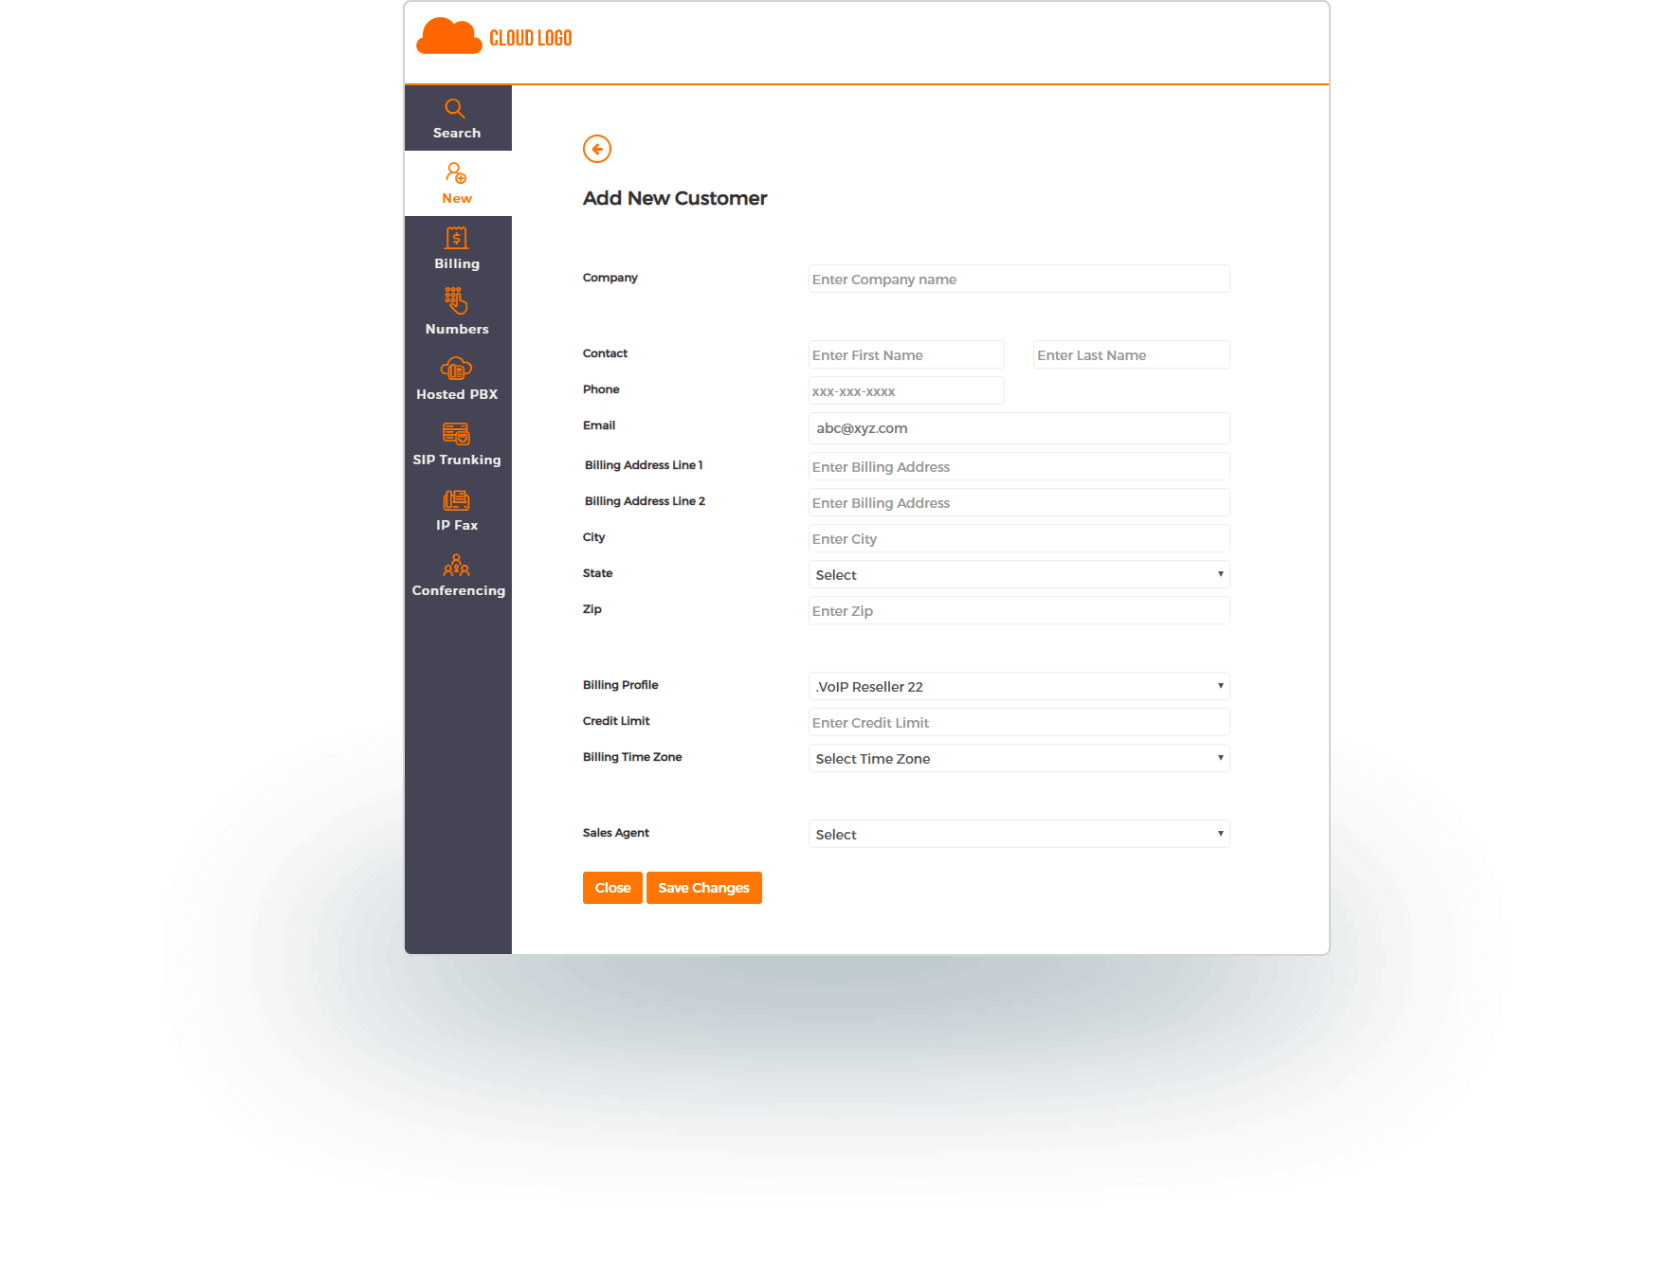 CLOUD LOGO
Search
New
Billing
Numbers
Hosted PBX
SIP Trunking
IP Fax
Conferencing
Add New Customer
Company Enter Company name
Contact Enter First Name Enter Last Name
Phone xxx-xxx-xxxx
Email abc@xyz.com
Billing Address Line 1 Enter Billing Address
Billing Address Line 2 Enter Billing Address
City Enter City
State Select
Zip Enter Zip
Billing Profile .VoIP Reseller 22
Credit Limit Enter Credit Limit
Billing Time Zone Select Time Zone
Sales Agent Select
Close Save Changes